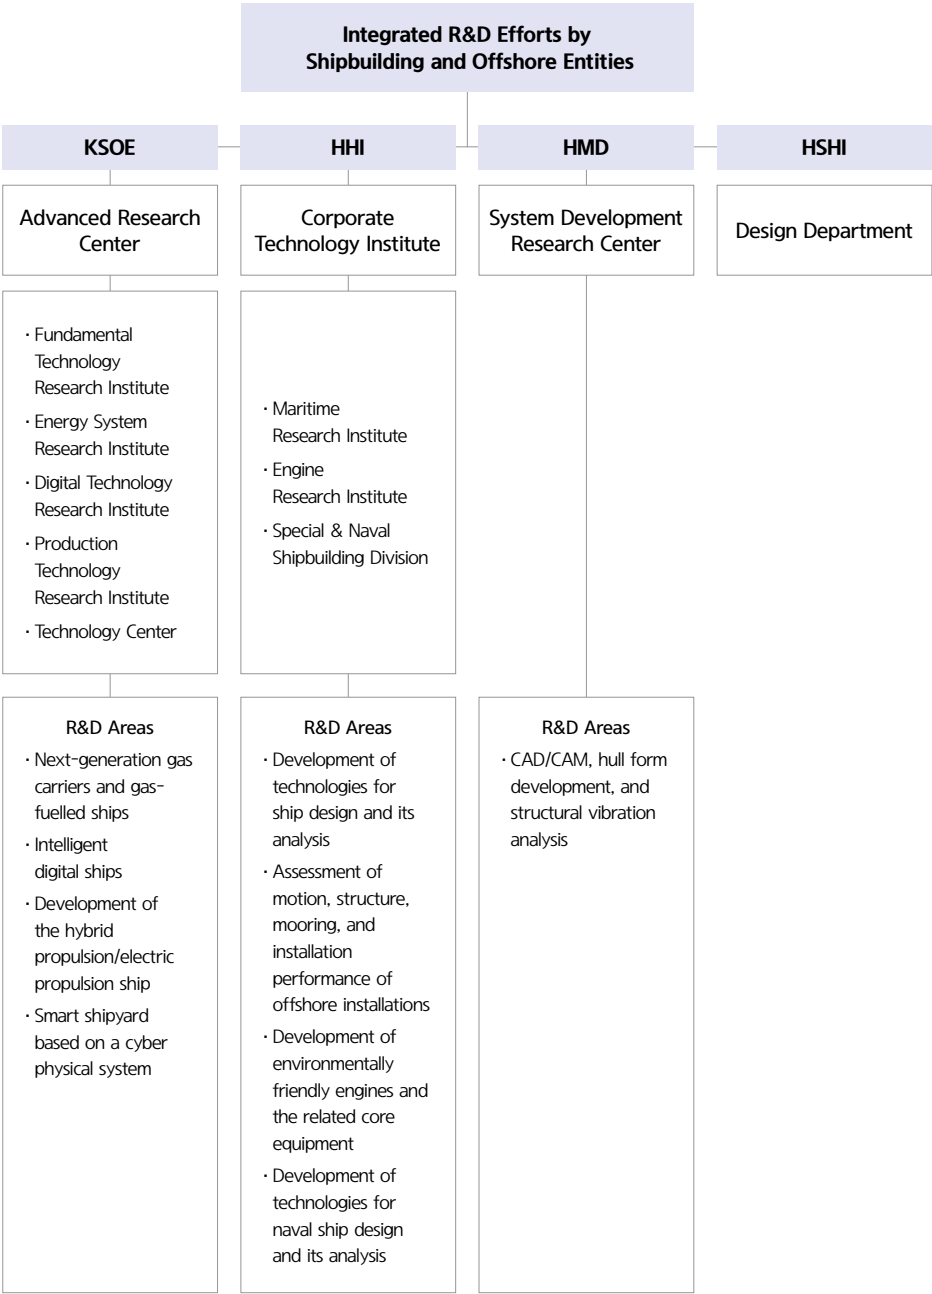 Integrated R&D Efforts by
Shipbuilding and Offshore Entities
KSOE
Advanced Research
Center
· Fundamental
Technology
Research Institute
· Energy System
Research Institute
· Digital Technology
Research Institute
· Production
Technology
Research Institute
· Technology Center
R&D Areas
· Next-generation gas
carriers and gas-
fuelled ships
· Intelligent
digital ships
· Development of
the hybrid
propulsion/electric
propulsion ship
· Smart shipyard
based on a cyber
physical system
HHI
Corporate
Technology Institute
· Maritime
Research Institute
· Engine
Research Institute
· Special & Naval
Shipbuilding Division
R&D Areas
· Development of
technologies for
ship design and its
analysis
· Assessment of
motion, structure,
mooring, and
installation
performance of
offshore installations
· Development of
environmentally
friendly engines and
the related core
equipment
· Development of
technologies for
naval ship design
and its analysis
HMD
System Development
Research Center
R&D Areas
· CAD/CAM, hull form
development, and
structural vibration
analysis
HSHI
Design Department